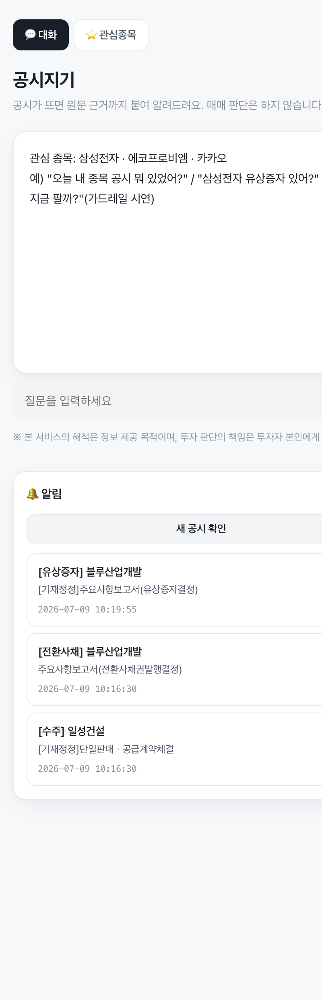 💬 대화
⭐ 관심종목
공시지기
공시가 뜨면 원문 근거까지 붙여 알려드려요. 매매 판단은 하지 않습니다
관심 종목: 삼성전자 · 에코프로비엠 · 카카오
예) "오늘 내 종목 공시 뭐 있었어?" / "삼성전자 유상증자 있어?"
지금 팔까?"(가드레일 시연)
질문을 입력하세요
※ 본 서비스의 해석은 정보 제공 목적이며, 투자 판단의 책임은 투자자 본인에게
🔔 알림
새 공시 확인
[유상증자] 블루산업개발
[기재정정]주요사항보고서(유상증자결정)
2026-07-09 10:19:55
[전환사채] 블루산업개발
주요사항보고서(전환사채권발행결정)
2026-07-09 10:16:30
[수주] 일성건설
[기재정정]단일판매ㆍ공급계약체결
2026-07-09 10:16:30